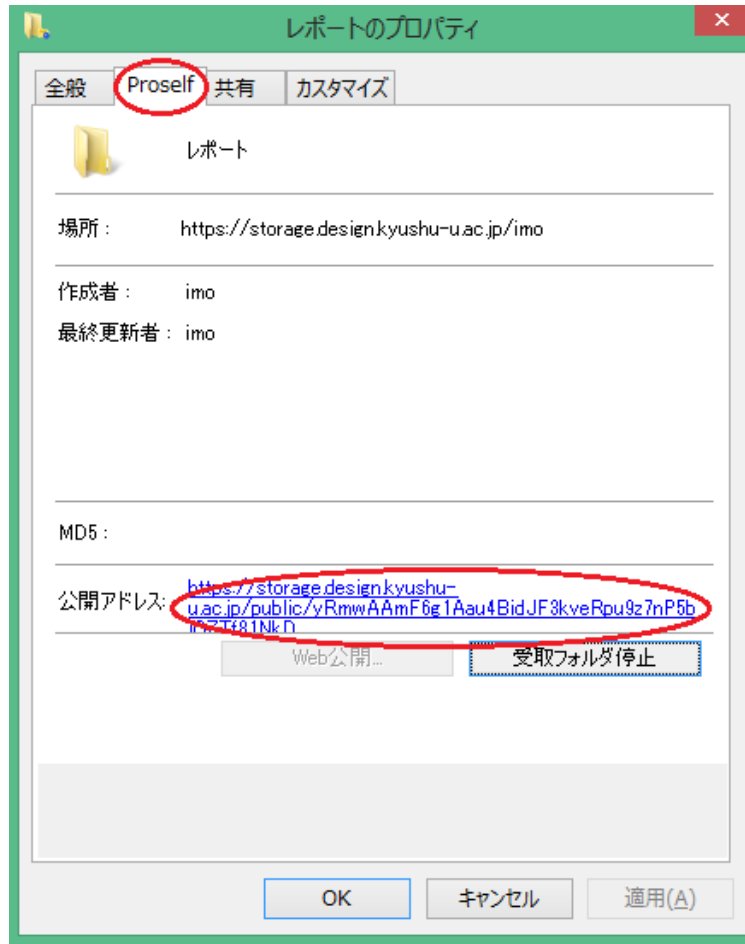 レポートのプロパティ
全般 Proself 共有 カスタマイズ
レポート
場所： https://storage.design.kyushu-u.ac.jp/imo
作成者： imo
最終更新者： imo
MD5：
公開アドレス: https://storage.design.kyushu-
u.ac.jp/public/yRmwAAmF6g1Aau4BidJF3kveRpu9z7nP5b
Web公開... 受取フォルダ停止
OK キャンセル 適用(A)